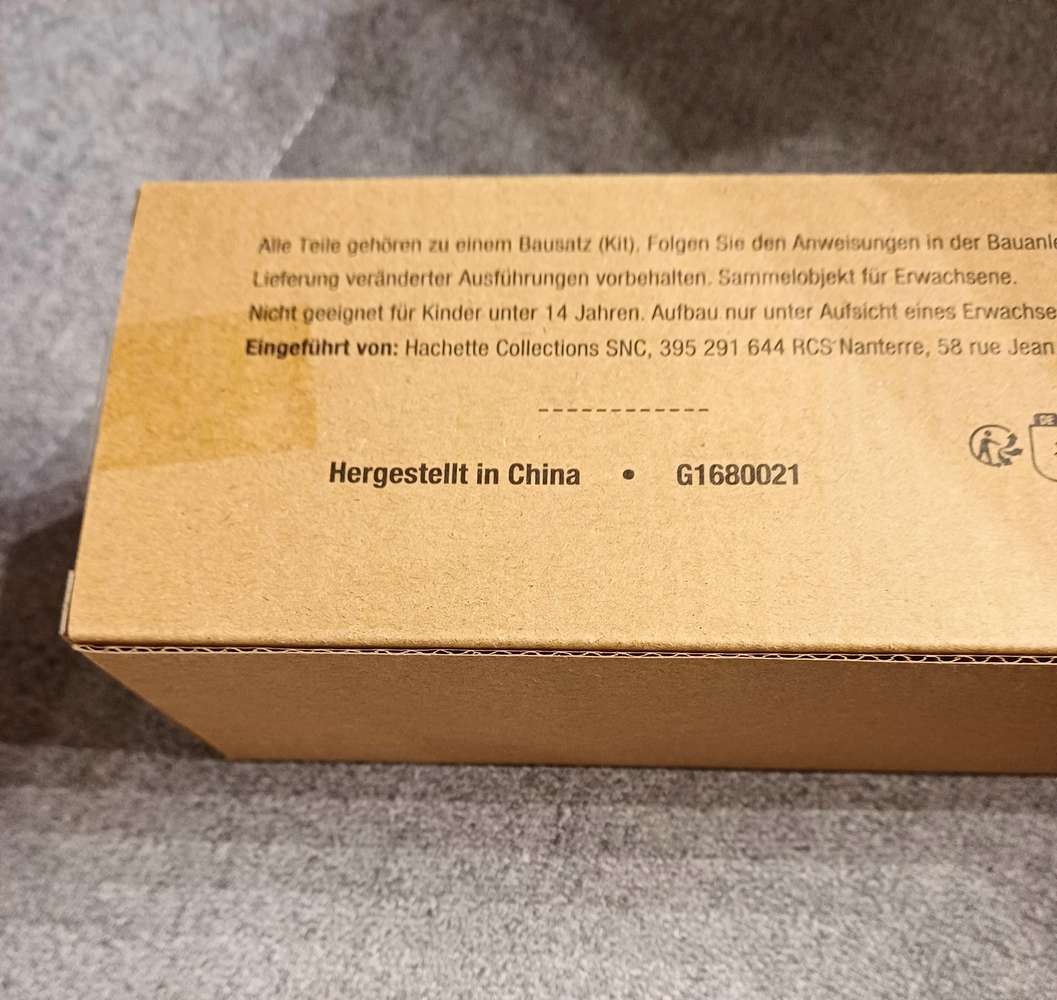 Alle Teile gehören zu einem Bausatz (Kit). Folgen Sie den Anweisungen in der Bauanle
Lieferung veränderter Ausführungen vorbehalten. Sammelobjekt für Erwachsene.
Nicht geeignet für Kinder unter 14 Jahren. Aufbau nur unter Aufsicht eines Erwachse
Eingeführt von: Hachette Collections SNC, 395 291 644 RCS Nanterre, 58 rue Jean
------------
DE
Hergestellt in China • G1680021